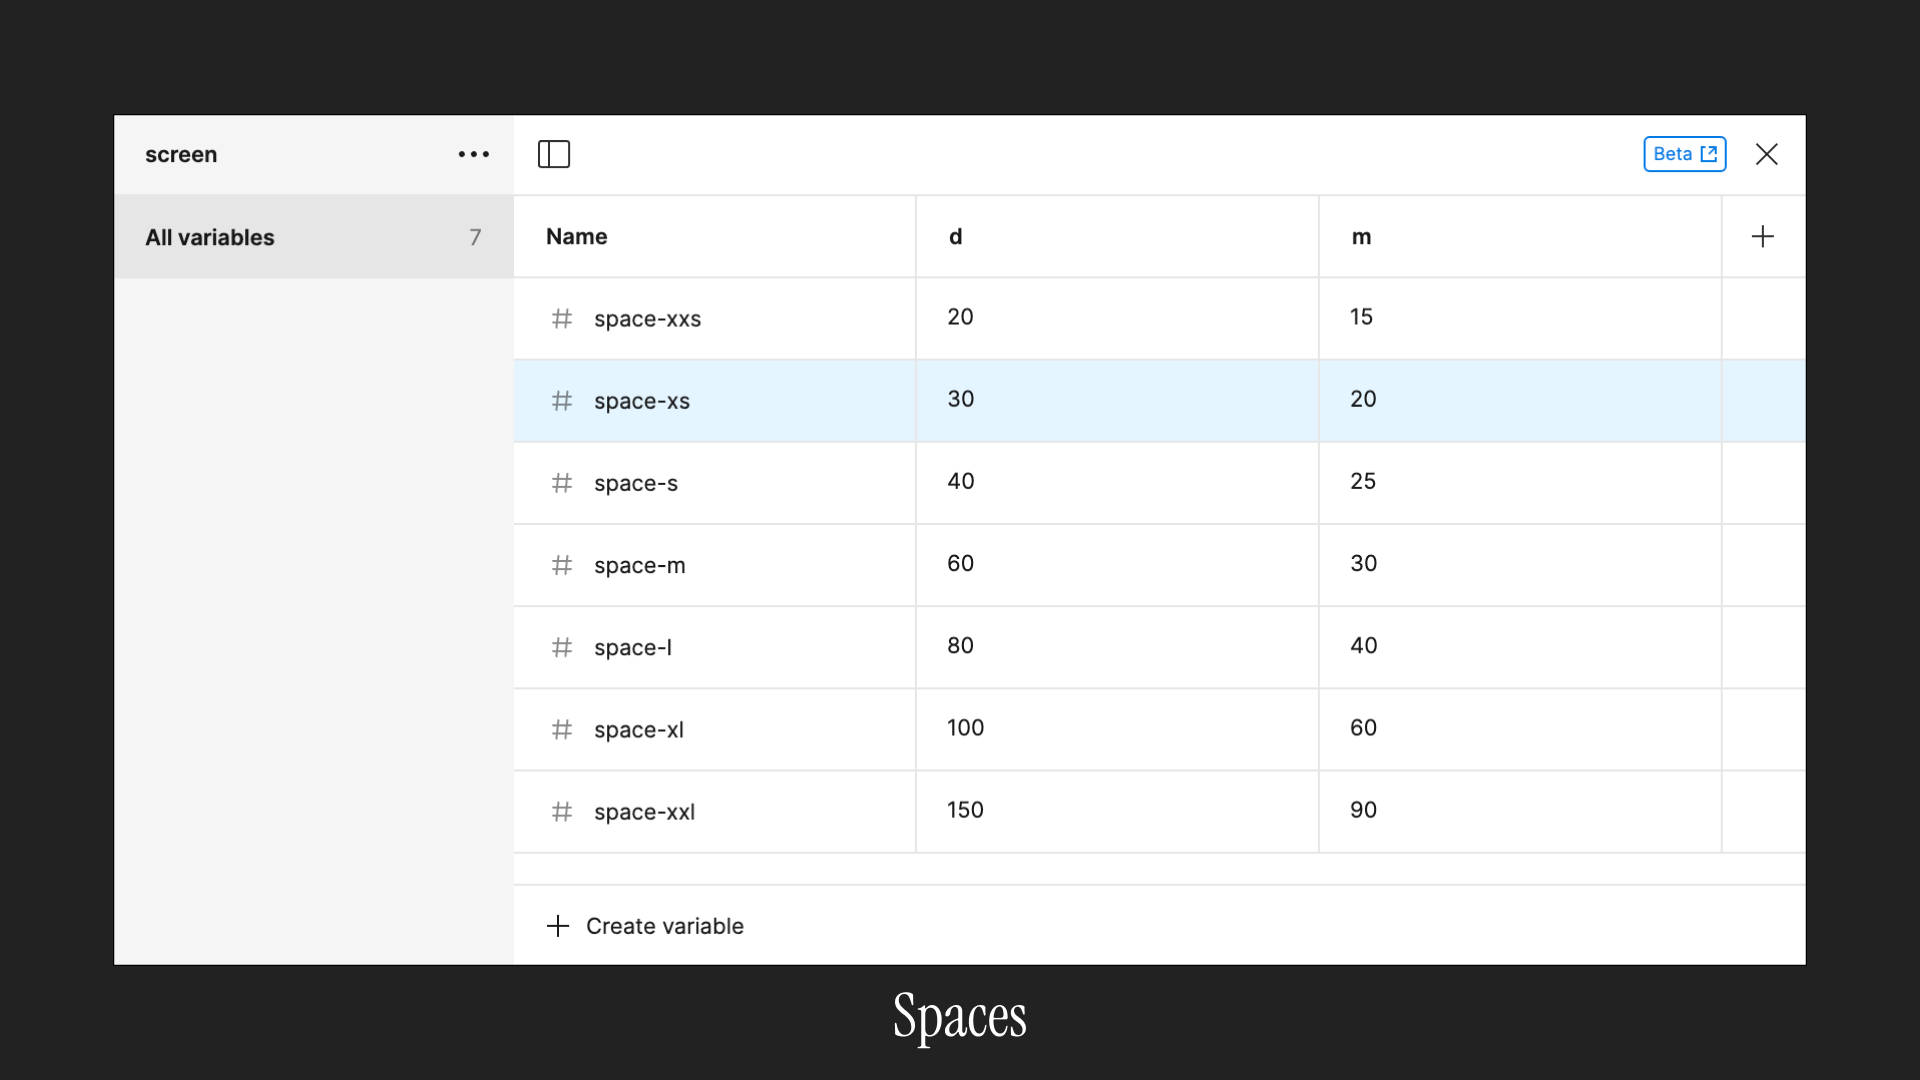 screen
Beta
All variables 7
Name d m
space-xxs 20 15
space-xs 30 20
space-s 40 25
space-m 60 30
space-l 80 40
space-xl 100 60
space-xxl 150 90
Create variable
Spaces